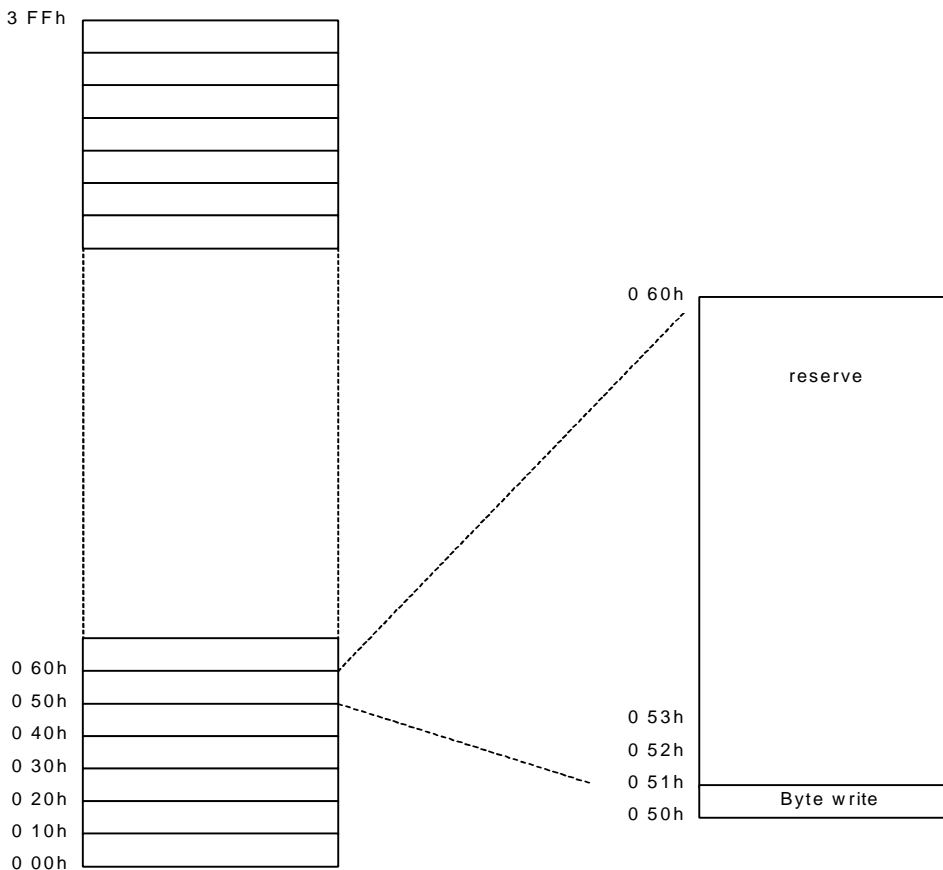 3 FFh
0 60h
reserve
0 60h
0 50h
0 40h
0 30h
0 20h
0 10h
0 00h
0 53h
0 52h
0 51h
Byte write
0 50h